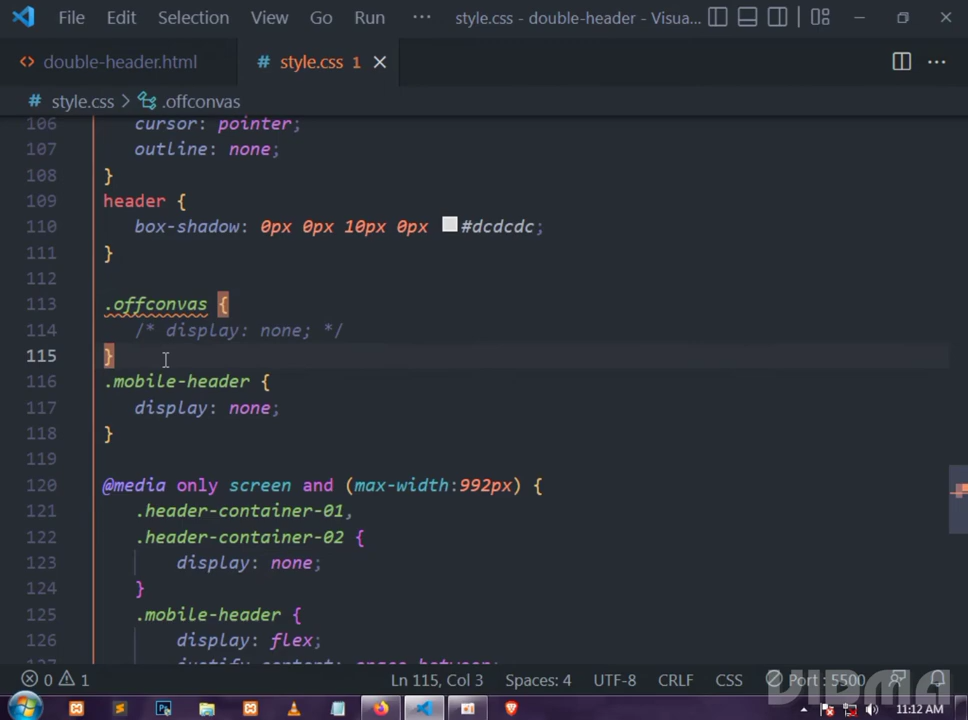 File Edit Selection View Go Run ··· style.css - double-header - Visua...
<> double-header.html # style.css 1
# style.css > .offconvas
106 cursor: pointer;
107 outline: none;
108 }
109 header {
110 box-shadow: 0px 0px 10px 0px #dcdcdc;
111 }
112
113 .offconvas {
114 /* display: none; */
115 }
116 .mobile-header {
117 display: none;
118 }
119
120 @media only screen and (max-width:992px) {
121 .header-container-01,
122 .header-container-02 {
123 display: none;
124 }
125 .mobile-header {
126 display: flex;
127 justify-content: space-between;
0 1 Ln 115, Col 3 Spaces: 4 UTF-8 CRLF CSS Port : 5500
11:12 AM